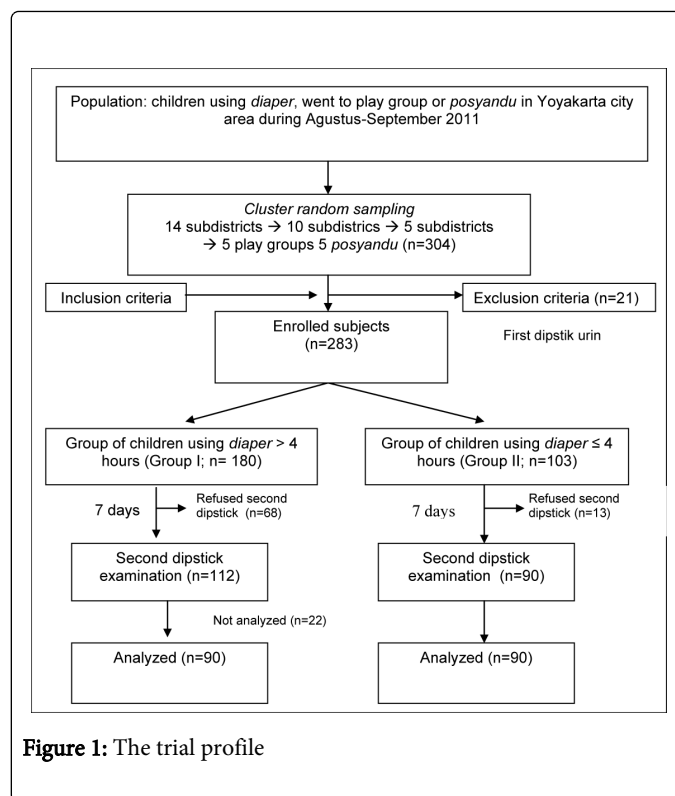 Population: children using diaper, went to play group or posyandu in Yoyakarta city
area during Agustus-September 2011
Cluster random sampling
14 subdistricts → 10 subdistrics → 5 subdistricts
→ 5 play groups 5 posyandu (n=304)
Inclusion criteria
Exclusion criteria (n=21)
Enrolled subjects
(n=283)
First dipstik urin
Group of children using diaper > 4
hours (Group I; n= 180)
Group of children using diaper ≤ 4
hours (Group II; n=103)
7 days
Refused second
dipstick (n=68)
7 days
Refused second
dipstick (n=13)
Second dipstick
examination (n=112)
Second dipstick
examination (n=90)
Not analyzed (n=22)
Analyzed (n=90)
Analyzed (n=90)
Figure 1: The trial profile